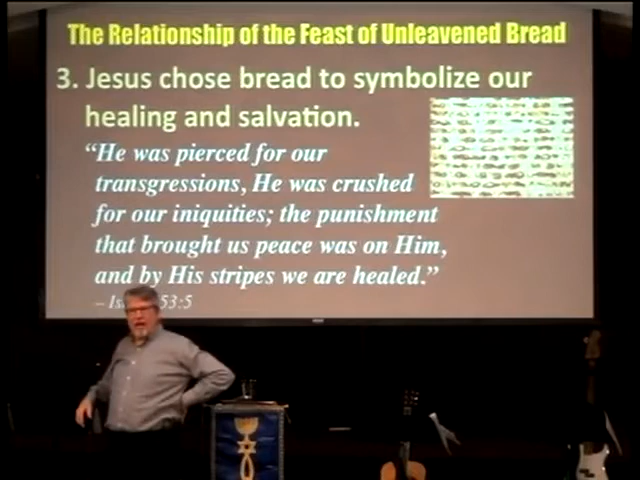 The Relationship of the Feast of Unleavened Bread
3. Jesus chose bread to symbolize our
healing and salvation.
“He was pierced for our
transgressions, He was crushed
for our iniquities; the punishment
that brought us peace was on Him,
and by His stripes we are healed.”
– 53:5